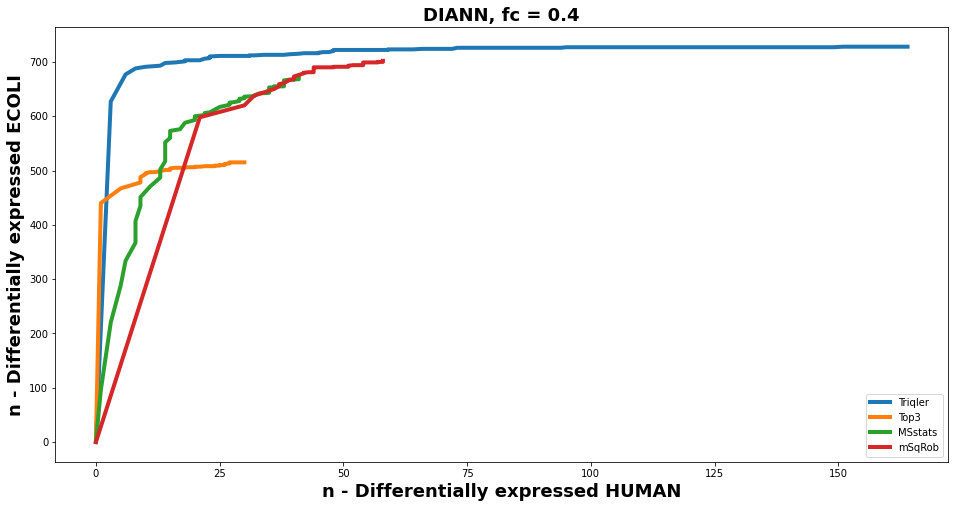 DIANN, fc = 0.4
n - Differentially expressed ECOLI
700
600
500
400
300
200
100
0
0 25 50 75 100 125 150
n - Differentially expressed HUMAN
Triqler
Top3
MSstats
mSqRob